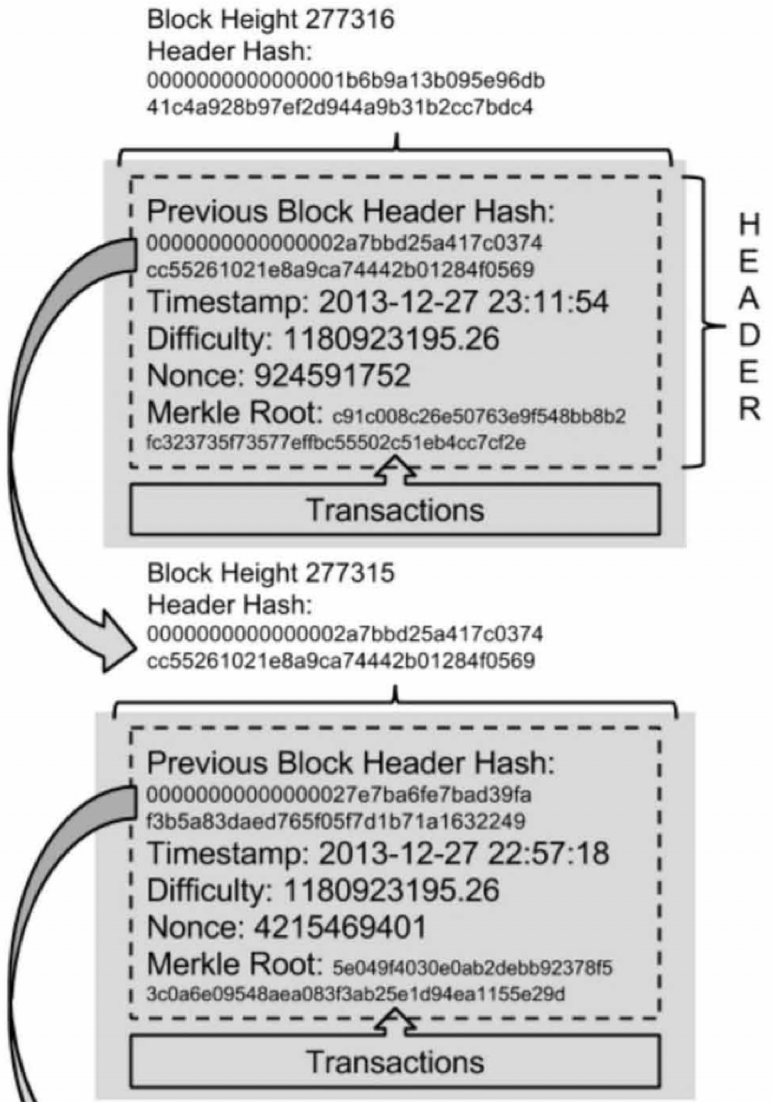 Block Height 277316
Header Hash:
0000000000000001b6b9a13b095e96db
41c4a928b97ef2d944a9b31b2cc7bdc4
Previous Block Header Hash:
0000000000000002a7bbd25a417c0374
cc55261021e8a9ca74442b01284f0569
Timestamp: 2013-12-27 23:11:54
Difficulty: 1180923195.26
Nonce: 924591752
Merkle Root: c91c008c26e50763e9f548bb8b2
fc323735f73577effbc55502c51eb4cc7cf2e
Transactions
HEADER
Block Height 277315
Header Hash:
0000000000000002a7bbd25a417c0374
cc55261021e8a9ca74442b01284f0569
Previous Block Header Hash:
00000000000000027e7ba6fe7bad39fa
f3b5a83daed765f05f7d1b71a1632249
Timestamp: 2013-12-27 22:57:18
Difficulty: 1180923195.26
Nonce: 4215469401
Merkle Root: 5e049f4030e0ab2debb92378f5
3c0a6e09548aea083f3ab25e1d94ea1155e29d
Transactions